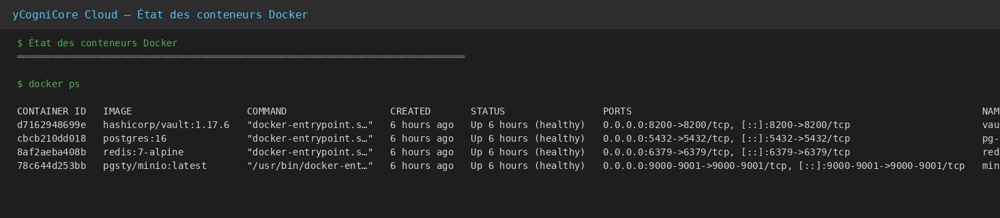 yCogniCore Cloud — État des conteneurs Docker
$ État des conteneurs Docker
══════════════════════════════════════════════════════════════════════════════
$ docker ps
CONTAINER ID   IMAGE                    COMMAND                  CREATED       STATUS                 PORTS                                                             NAM
d7162948699e   hashicorp/vault:1.17.6   "docker-entrypoint.s…"   6 hours ago   Up 6 hours (healthy)   0.0.0.0:8200->8200/tcp, [::]:8200->8200/tcp                       vau
cbcb210dd018   postgres:16              "docker-entrypoint.s…"   6 hours ago   Up 6 hours (healthy)   0.0.0.0:5432->5432/tcp, [::]:5432->5432/tcp                       pg-
8af2aeba408b   redis:7-alpine           "docker-entrypoint.s…"   6 hours ago   Up 6 hours (healthy)   0.0.0.0:6379->6379/tcp, [::]:6379->6379/tcp                       red
78c644d253bb   pgsty/minio:latest       "/usr/bin/docker-ent…"   6 hours ago   Up 6 hours (healthy)   0.0.0.0:9000-9001->9000-9001/tcp, [::]:9000-9001->9000-9001/tcp   min